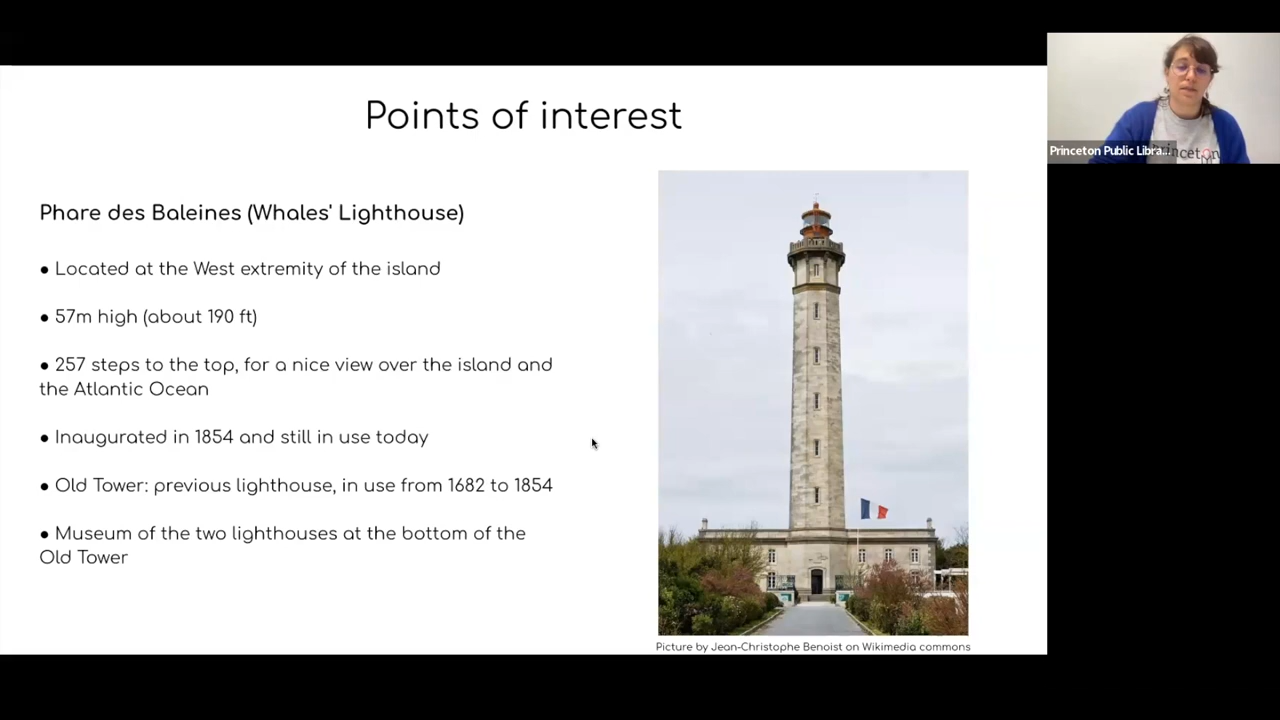 Points of interest
Phare des Baleines (Whales' Lighthouse)
● Located at the West extremity of the island
● 57m high (about 190 ft)
● 257 steps to the top, for a nice view over the island and
the Atlantic Ocean
● Inaugurated in 1854 and still in use today
● Old Tower: previous lighthouse, in use from 1682 to 1854
● Museum of the two lighthouses at the bottom of the
Old Tower
Picture by Jean-Christophe Benoist on Wikimedia commons
Princeton Public Libra...